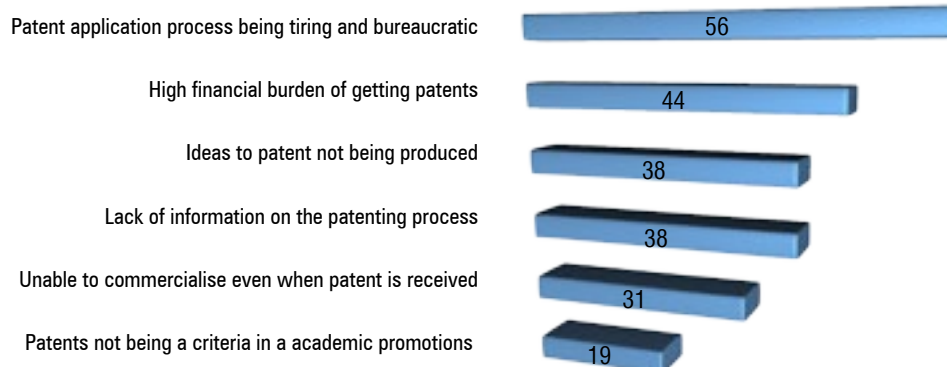 Patent application process being tiring and bureaucratic
56
High financial burden of getting patents
44
Ideas to patent not being produced
38
Lack of information on the patenting process
38
Unable to commercialise even when patent is received
31
Patents not being a criteria in a academic promotions
19